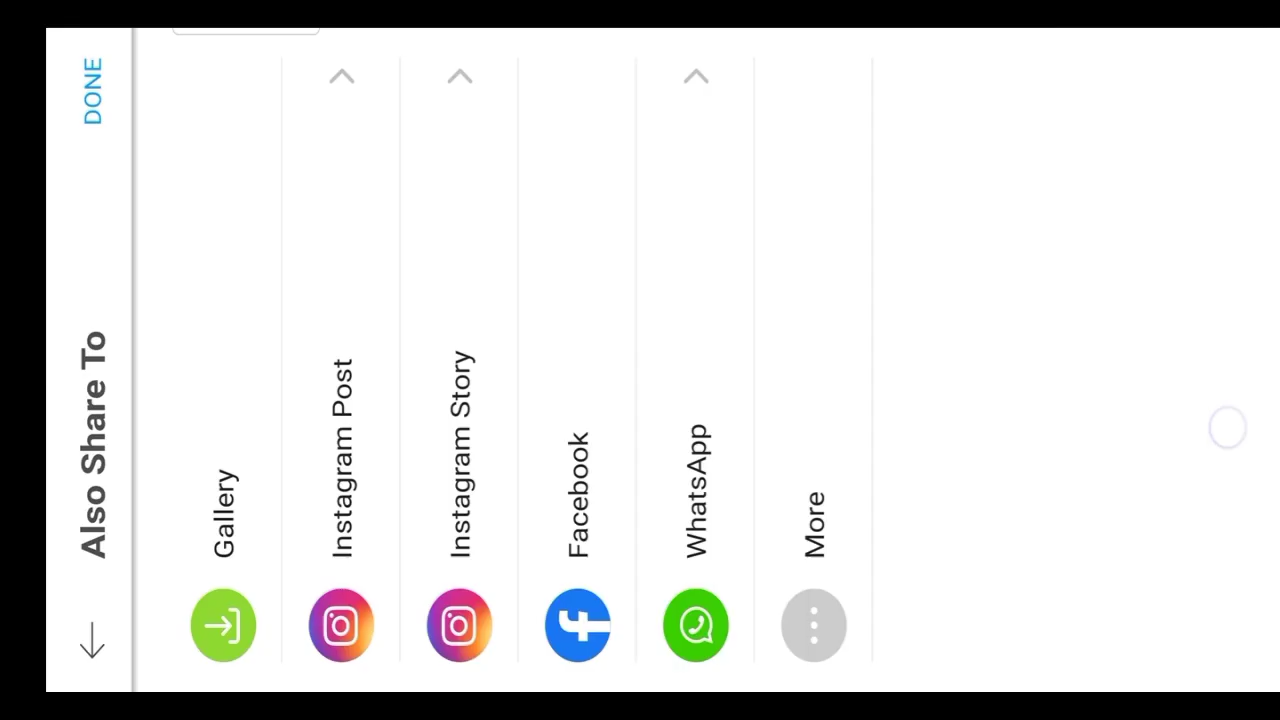 Also Share To
DONE
Gallery
Instagram Post
Instagram Story
Facebook
WhatsApp
More